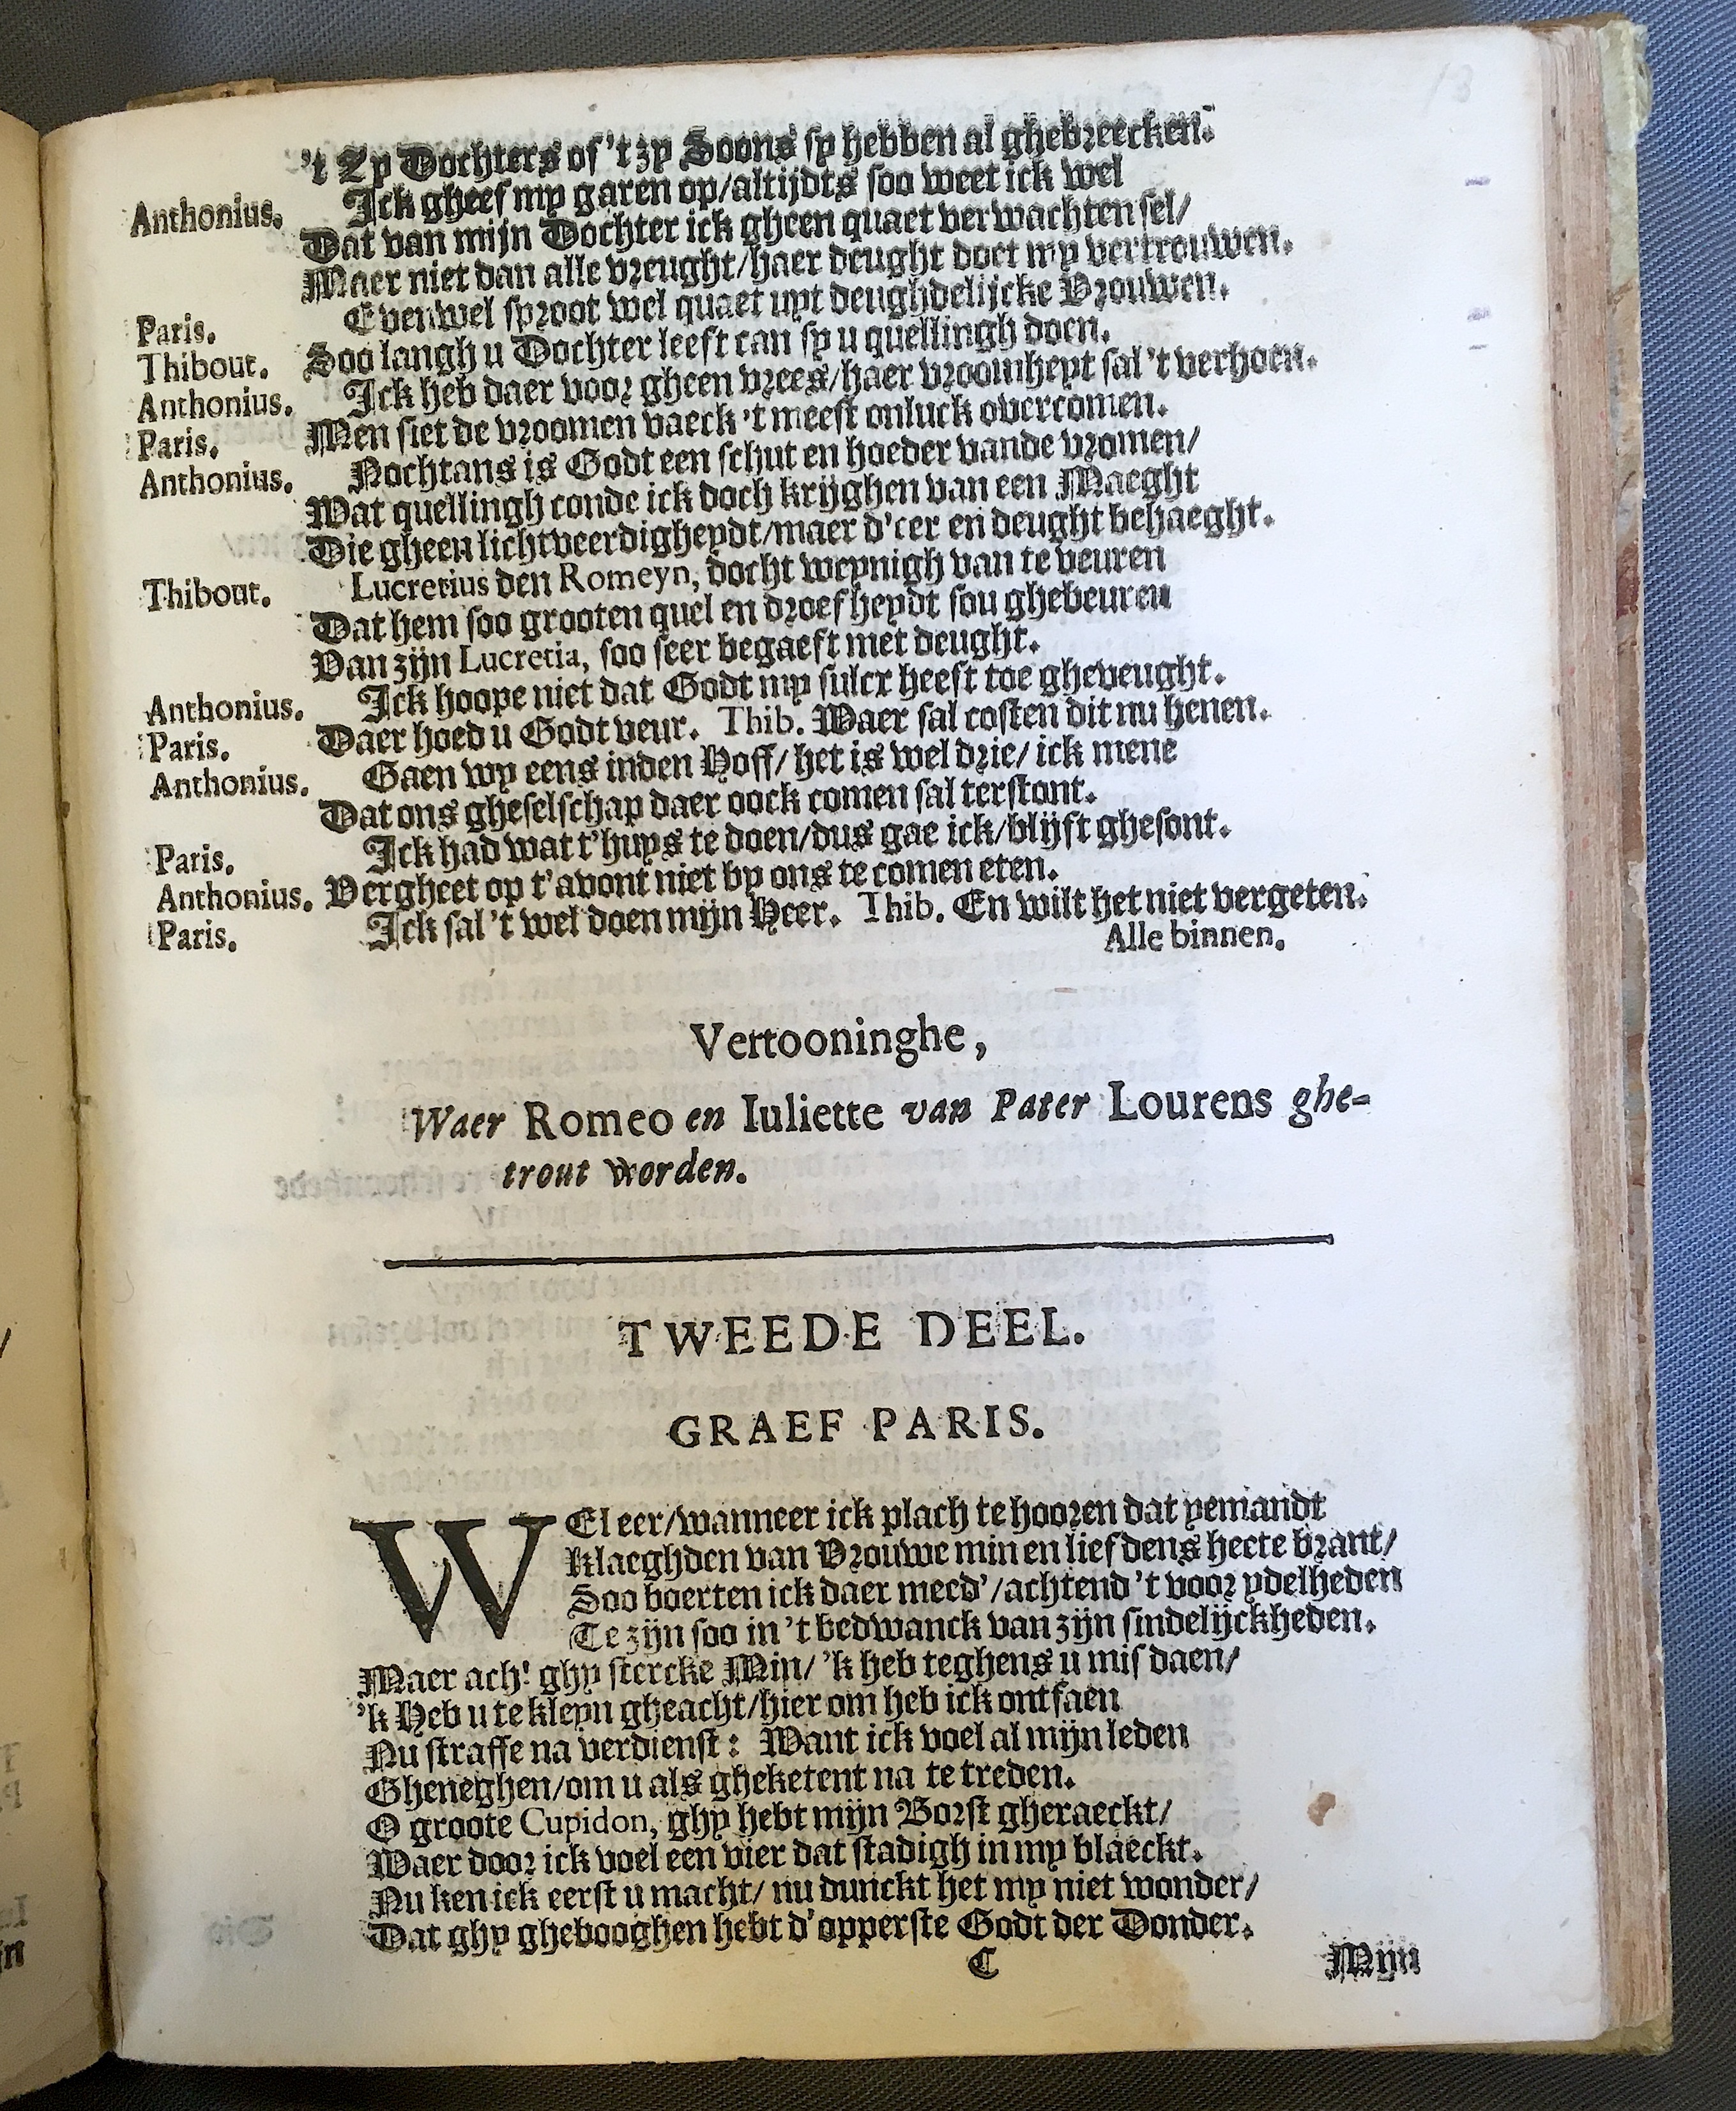 13
't Zy Dochters of 't zy Soons sy hebben al ghebreecken.
Anthonius. Ick gheef my garen op/altijdts soo weet ick wel
Dat van mijn Dochter ick gheen quaet verwachten sel/
Maer niet dan alle vreught/haer deught doet my vertrouwen.
Paris. Evenwel sproot wel quaet uyt deughdelijcke Vrouwen.
Thibout. Soo langh u Dochter leeft can sy u quellingh doen.
Anthonius. Ick heb daer voor gheen vrees/haer vroomheyt sal 't verhoen.
Paris. Men siet de vroomen vaeck 't meest onluck overcomen.
Anthonius. Nochtans is Godt een schut en hoeder vande vromen/
Wat quellingh conde ick doch krijghen van een Maeght
Die gheen lichtveerdigheydt/maer d'eer en deught behaeght.
Thibout. Lucretius den Romeyn, docht weynigh van te veuren
Dat hem soo grooten quel en droefheydt sou ghebeuren
Van zijn Lucretia, soo seer begaeft met deught.
Anthonius. Ick hoope niet dat Godt my sulcx heeft toe gheveught.
Paris. Daer hoed u Godt veur. Thib. Waer sal costen dit nu henen.
Anthonius. Gaen wy eens inden Hoff/ het is wel drie/ ick mene
Dat ons gheselschap daer oock comen sal terstont.
Paris. Ick had wat t'huys te doen/dus gae ick/blijft ghesont.
Anthonius. Vergheet op t'avont niet by ons te comen eten.
Paris. Ick sal 't wel doen mijn Heer. Thib. En wilt het niet vergeten.
Alle binnen.
Vertooninghe,
Waer Romeo en Iuliette van Pater Lourens ghe-
trout worden.
TWEEDE DEEL.
GRAEF PARIS.
WEl eer/wanneer ick plach te hooren dat yemandt
Klaeghden van Vrouwe min en liefdens heete brant/
Soo boerten ick daer meed'/achtend 't voor ydelheden
Te zijn soo in 't bedwanck van zijn sindelijckheden.
Maer ach! ghy stercke Min/ 'k heb teghens u misdaen/
'k Heb u te kleyn gheacht/hier om heb ick ontfaen
Nu straffe na verdienst: Want ick voel al mijn leden
Gheneghen/om u als gheketent na te treden.
O groote Cupidon, ghy hebt mijn Borst gheraeckt/
Waer door ick voel een vier dat stadigh in my blaeckt.
Nu ken ick eerst u macht/ nu dunckt het my niet wonder/
Dat ghy ghebooghen hebt d'opperste Godt der Donder.
C Mijn